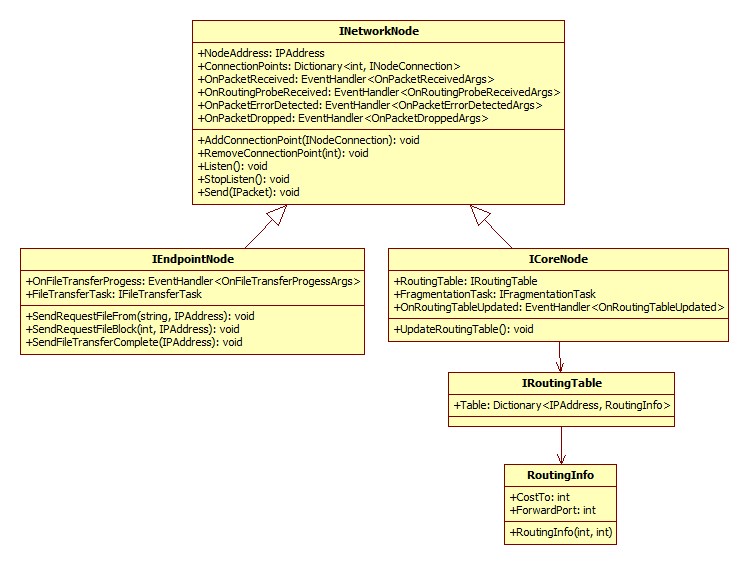 INetworkNode
+NodeAddress: IPAddress
+ConnectionPoints: Dictionary<int, INodeConnection>
+OnPacketReceived: EventHandler<OnPacketReceivedArgs>
+OnRoutingProbeReceived: EventHandler<OnRoutingProbeReceivedArgs>
+OnPacketErrorDetected: EventHandler<OnPacketErrorDetectedArgs>
+OnPacketDropped: EventHandler<OnPacketDroppedArgs>
+AddConnectionPoint(INodeConnection): void
+RemoveConnectionPoint(int): void
+Listen(): void
+StopListen(): void
+Send(IPacket): void
IEndpointNode
+OnFileTransferProgess: EventHandler<OnFileTransferProgessArgs>
+FileTransferTask: IFileTransferTask
+SendRequestFileFrom(string, IPAddress): void
+SendRequestFileBlock(int, IPAddress): void
+SendFileTransferComplete(IPAddress): void
ICoreNode
+RoutingTable: IRoutingTable
+FragmentationTask: IFragmentationTask
+OnRoutingTableUpdated: EventHandler<OnRoutingTableUpdated>
+UpdateRoutingTable(): void
IRoutingTable
+Table: Dictionary<IPAddress, RoutingInfo>
RoutingInfo
+CostTo: int
+ForwardPort: int
+RoutingInfo(int, int)